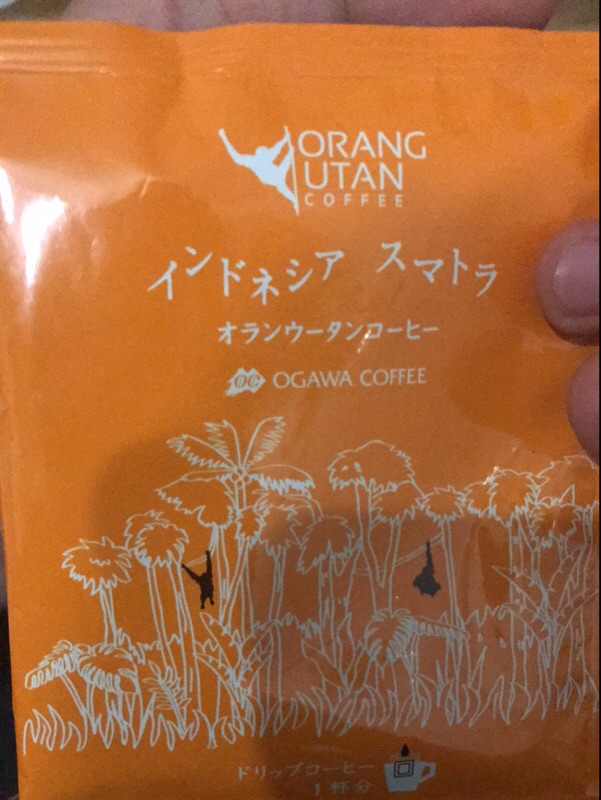 ORANG
UTAN
COFFEE
インドネシア スマトラ
オランウータンコーヒー
OC OGAWA COFFEE
ドリップコーヒー
1杯分